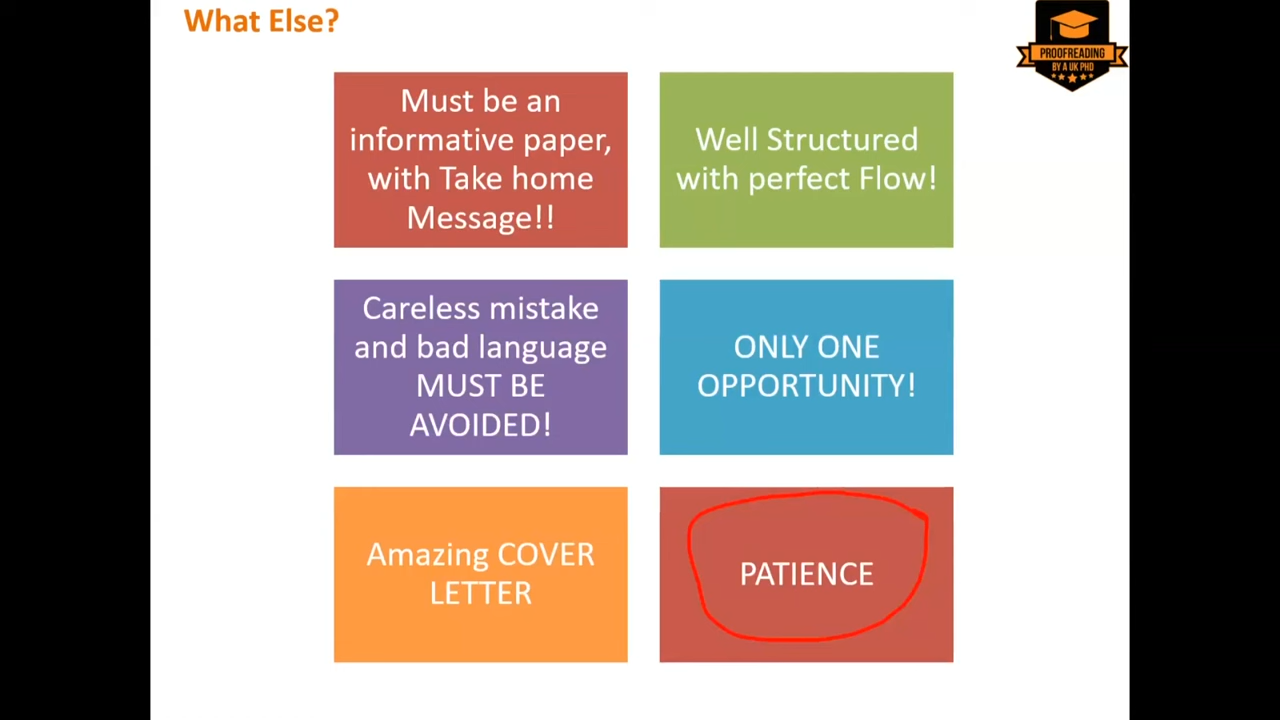 What Else?
PROOFREADING
BY A UK PHD
Must be an
informative paper,
with Take home
Message!!
Well Structured
with perfect Flow!
Careless mistake
and bad language
MUST BE
AVOIDED!
ONLY ONE
OPPORTUNITY!
Amazing COVER
LETTER
PATIENCE